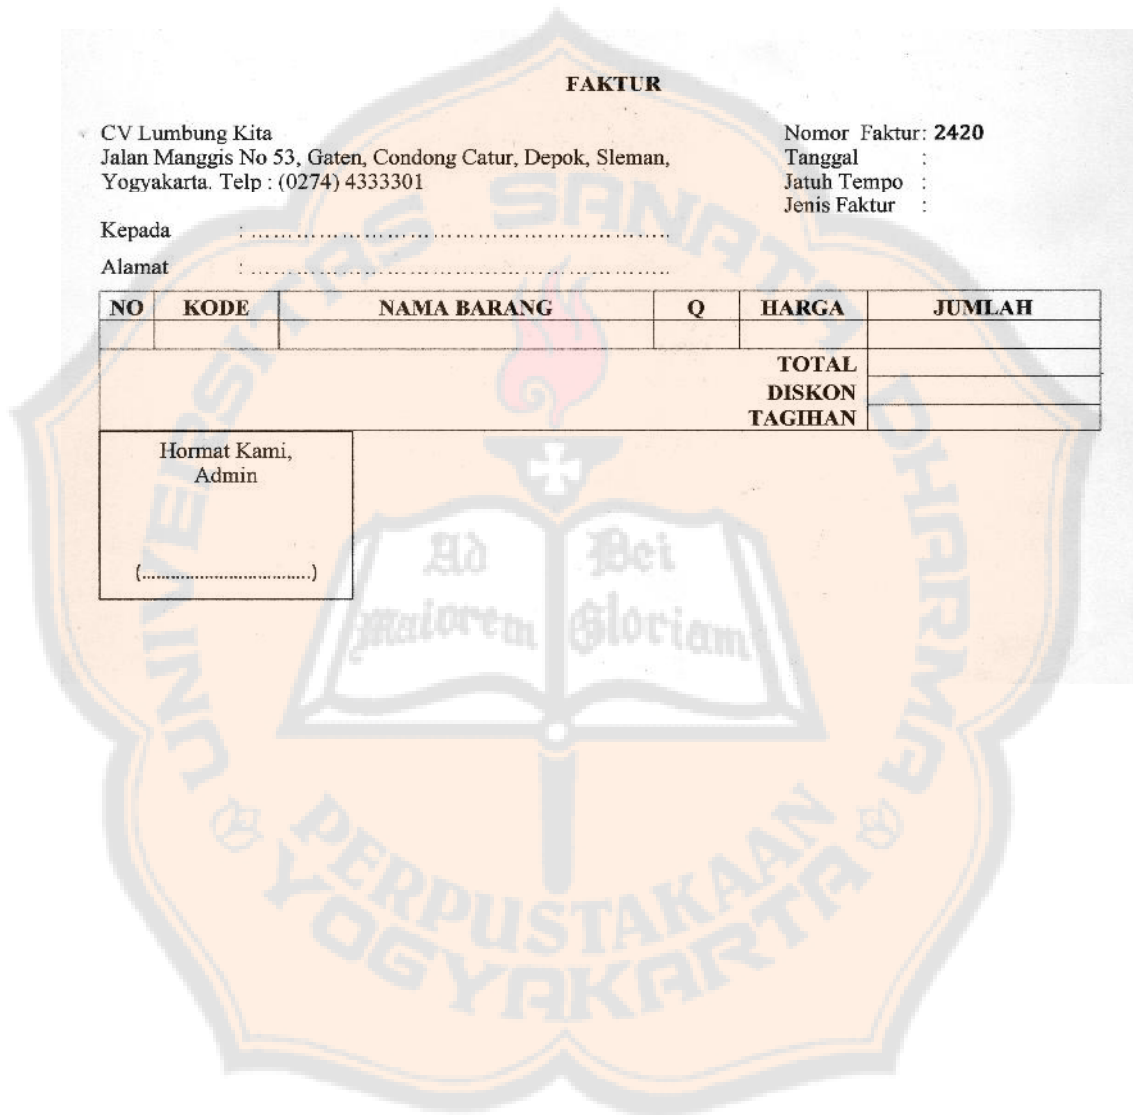 FAKTUR
CV Lumbung Kita
Jalan Manggis No 53, Gaten, Condong Catur, Depok, Sleman,
Yogyakarta. Telp : (0274) 4333301
Nomor Faktur: 2420
Tanggal :
Jatuh Tempo :
Jenis Faktur :
Kepada : ................................................
Alamat : ................................................
NO KODE NAMA BARANG Q HARGA JUMLAH
TOTAL
DISKON
TAGIHAN
Hormat Kami,
Admin
(................................)
UNIVERSITAS SANATA DHARMA
Ad Dei
Maiorem Gloriam
PERPUSTAKAAN
YOGYAKARTA